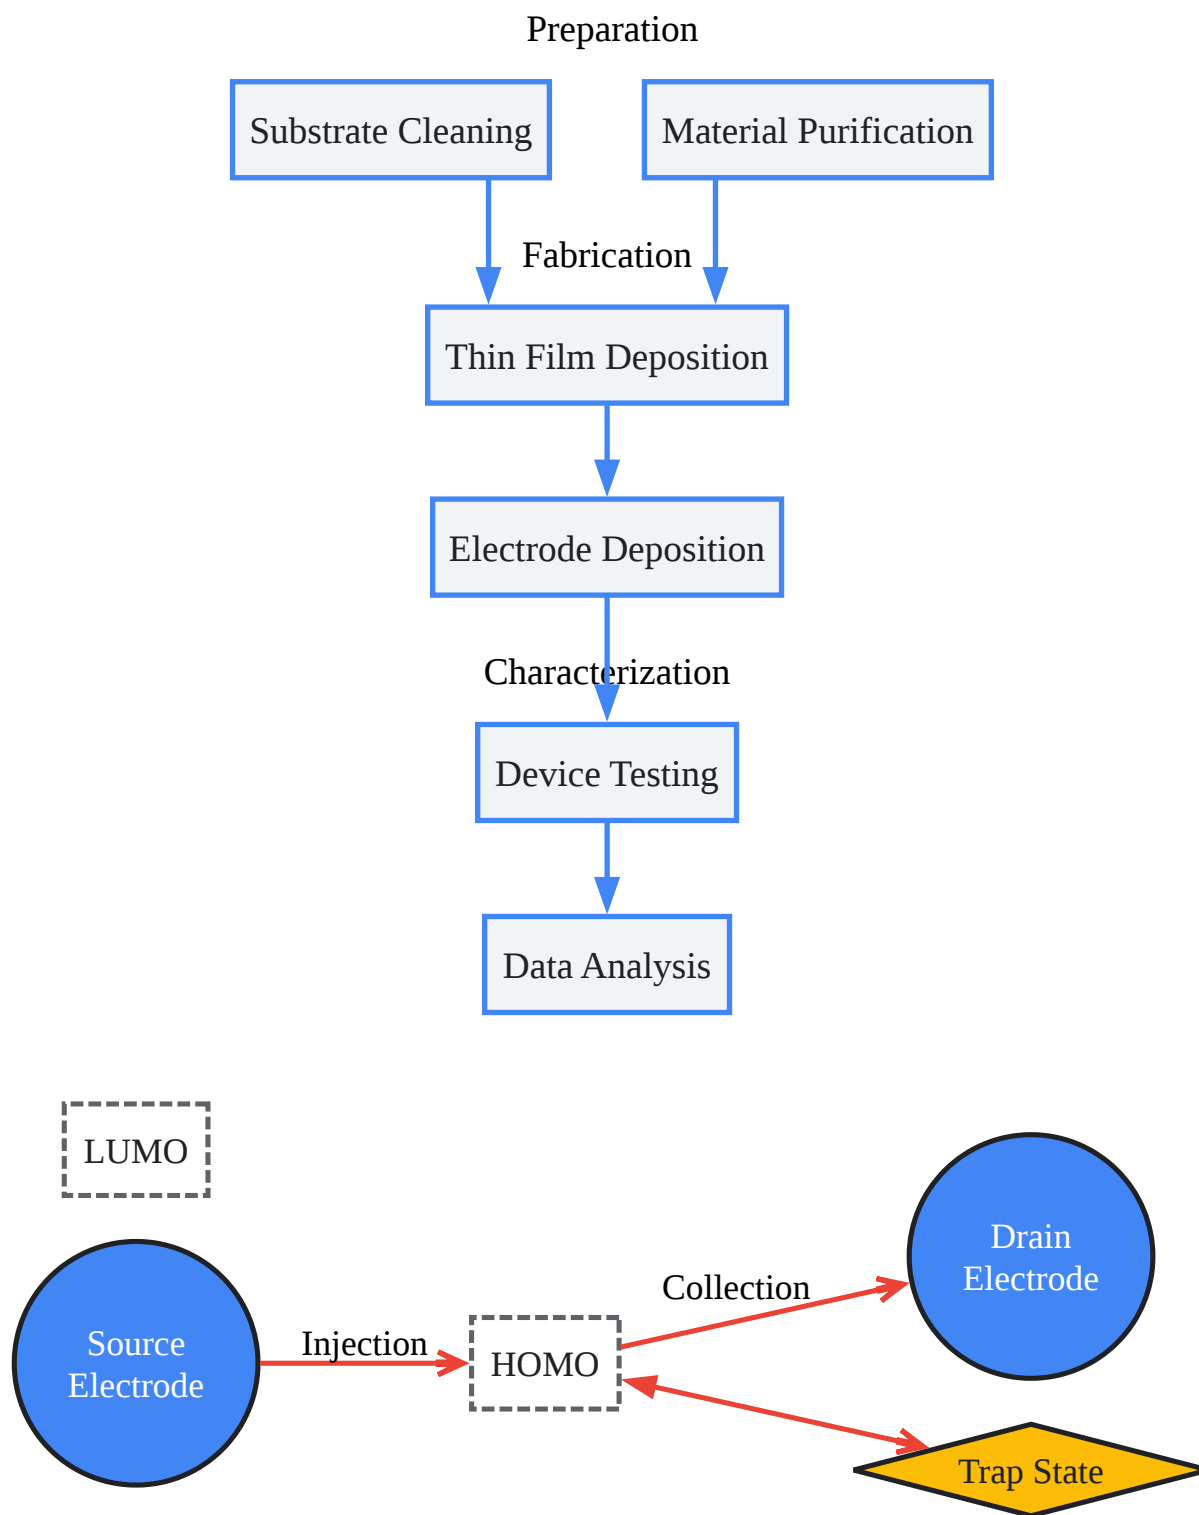 Preparation
Substrate Cleaning
Material Purification
Fabrication
Thin Film Deposition
Electrode Deposition
Characterization
Device Testing
Data Analysis
LUMO
Drain
Electrode
Collection
Source
Electrode
Injection
HOMO
Trap State